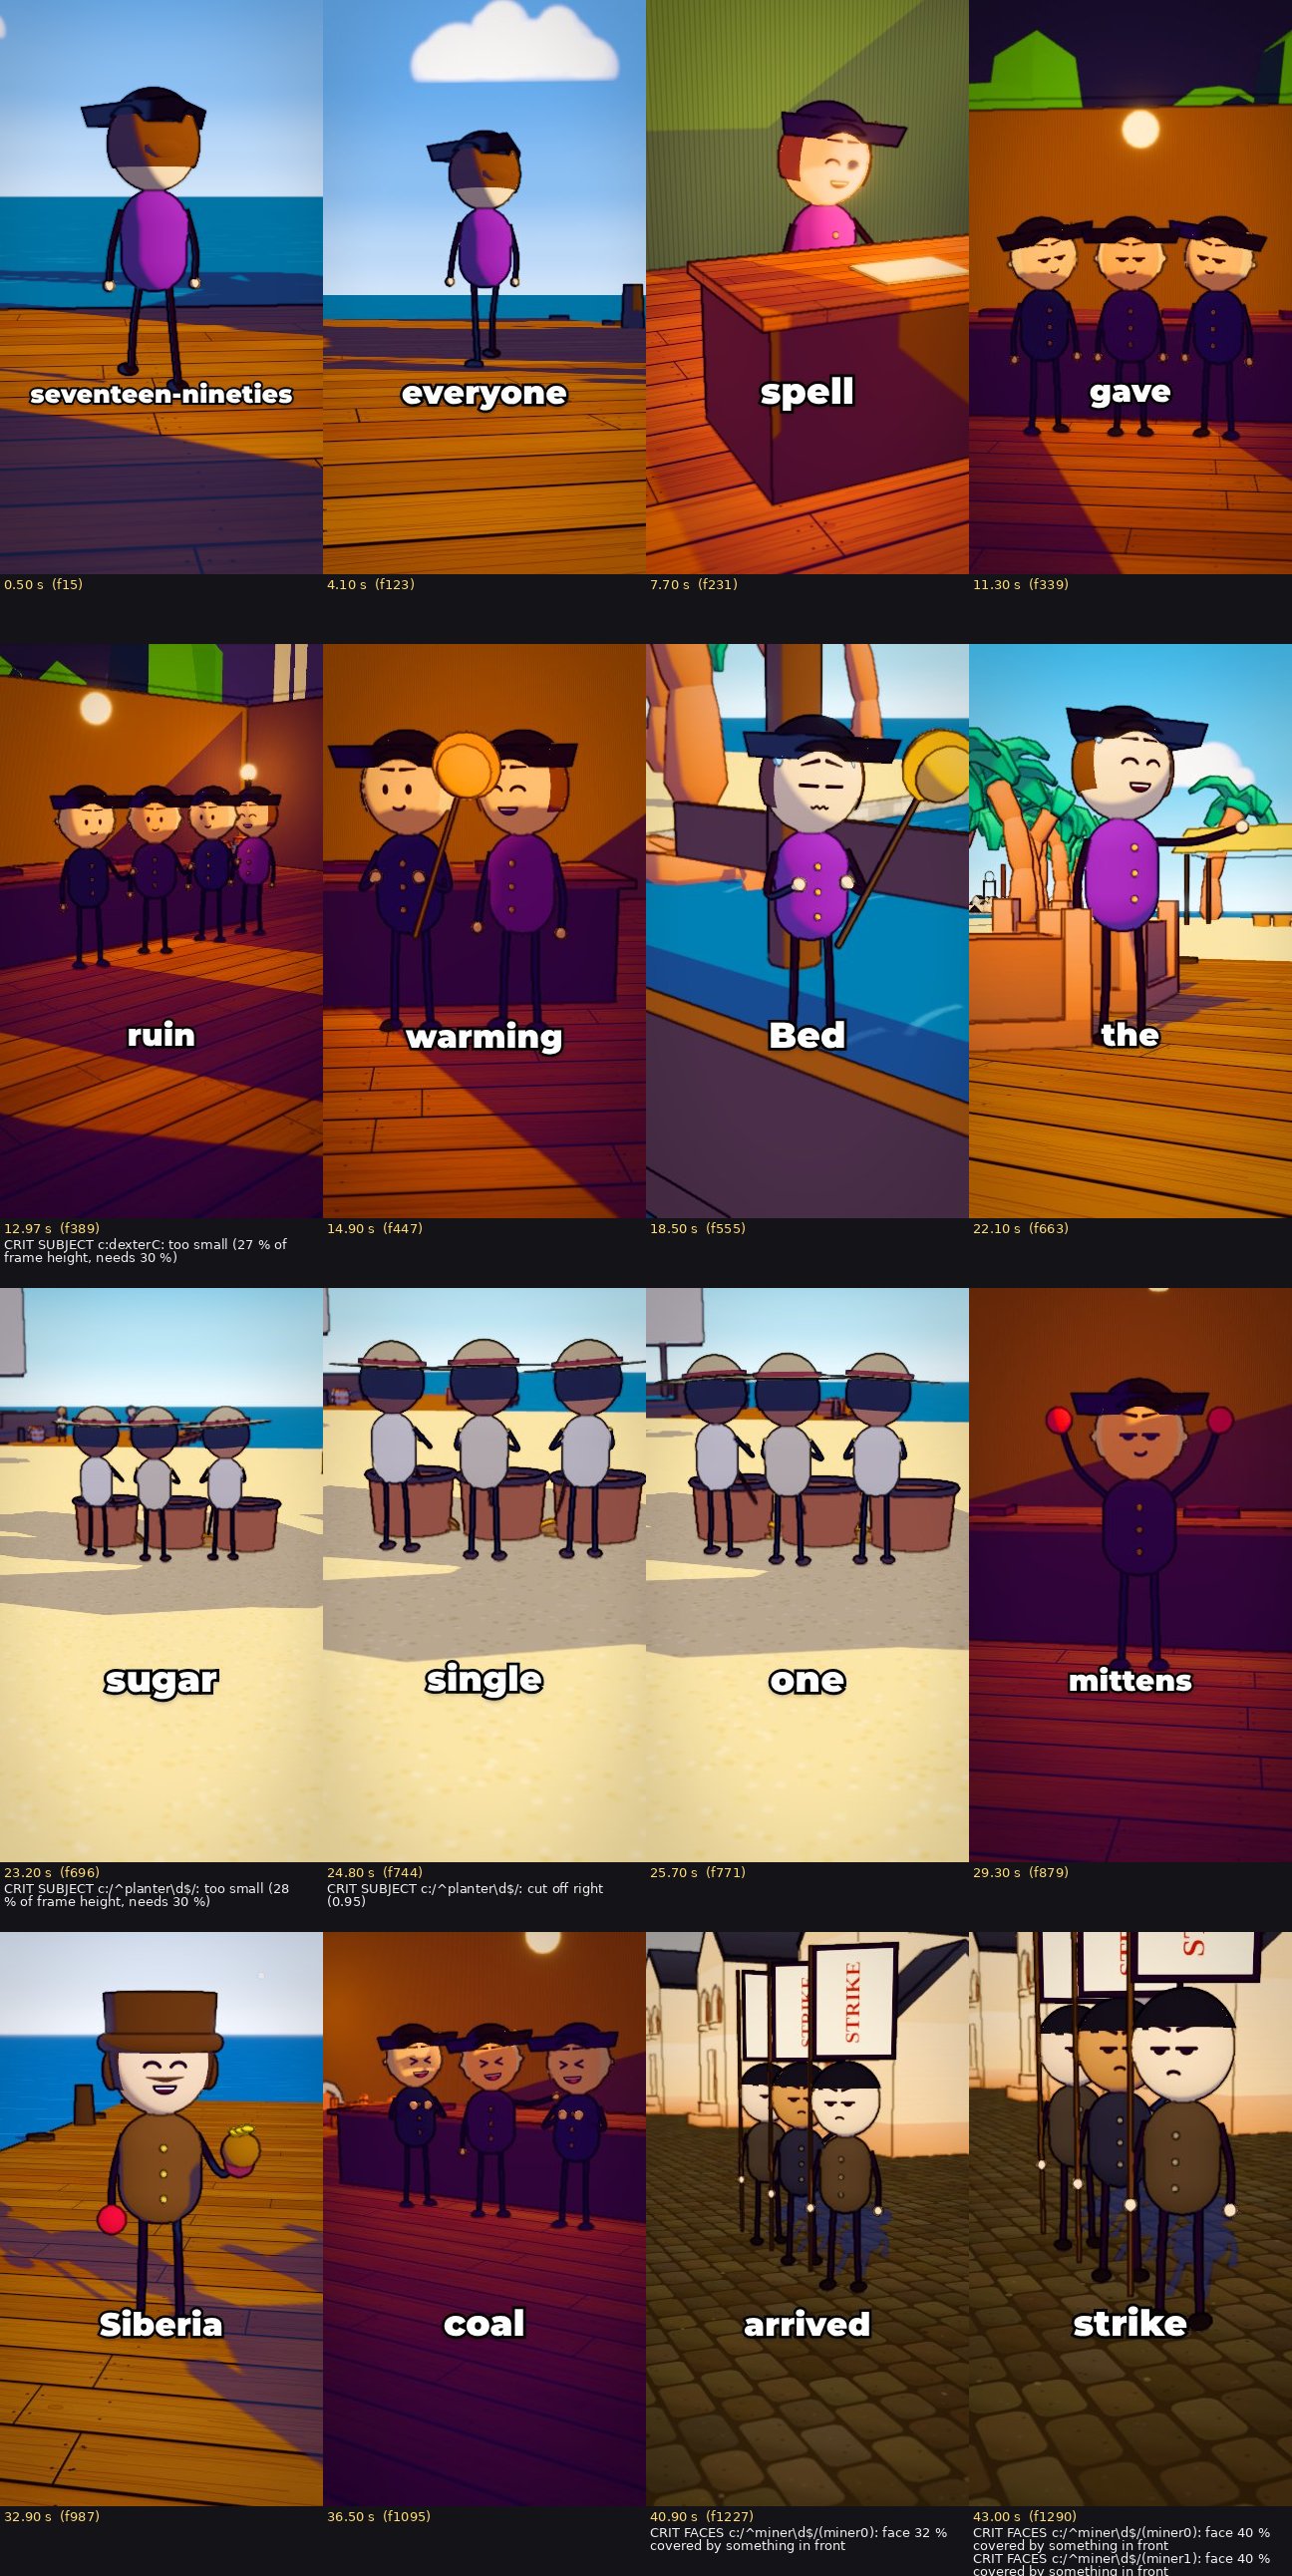 seventeen-nineties
everyone
spell
gave
0.50 s (f15)
4.10 s (f123)
7.70 s (f231)
11.30 s (f339)
ruin
warming
Bed
the
12.97 s (f389)
CRIT SUBJECT c:dexterC: too small (27 % of
frame height, needs 30 %)
14.90 s (f447)
18.50 s (f555)
22.10 s (f663)
sugar
single
one
mittens
23.20 s (f696)
CRIT SUBJECT c:/^planter\d$/: too small (28
% of frame height, needs 30 %)
24.80 s (f744)
CRIT SUBJECT c:/^planter\d$/: cut off right
(0.95)
25.70 s (f771)
29.30 s (f879)
STRIKE
STRIKE
Siberia
coal
arrived
strike
32.90 s (f987)
36.50 s (f1095)
40.90 s (f1227)
CRIT FACES c:/^miner\d$/(miner0): face 32 %
covered by something in front
43.00 s (f1290)
CRIT FACES c:/^miner\d$/(miner0): face 40 %
covered by something in front
CRIT FACES c:/^miner\d$/(miner1): face 40 %
covered by something in front